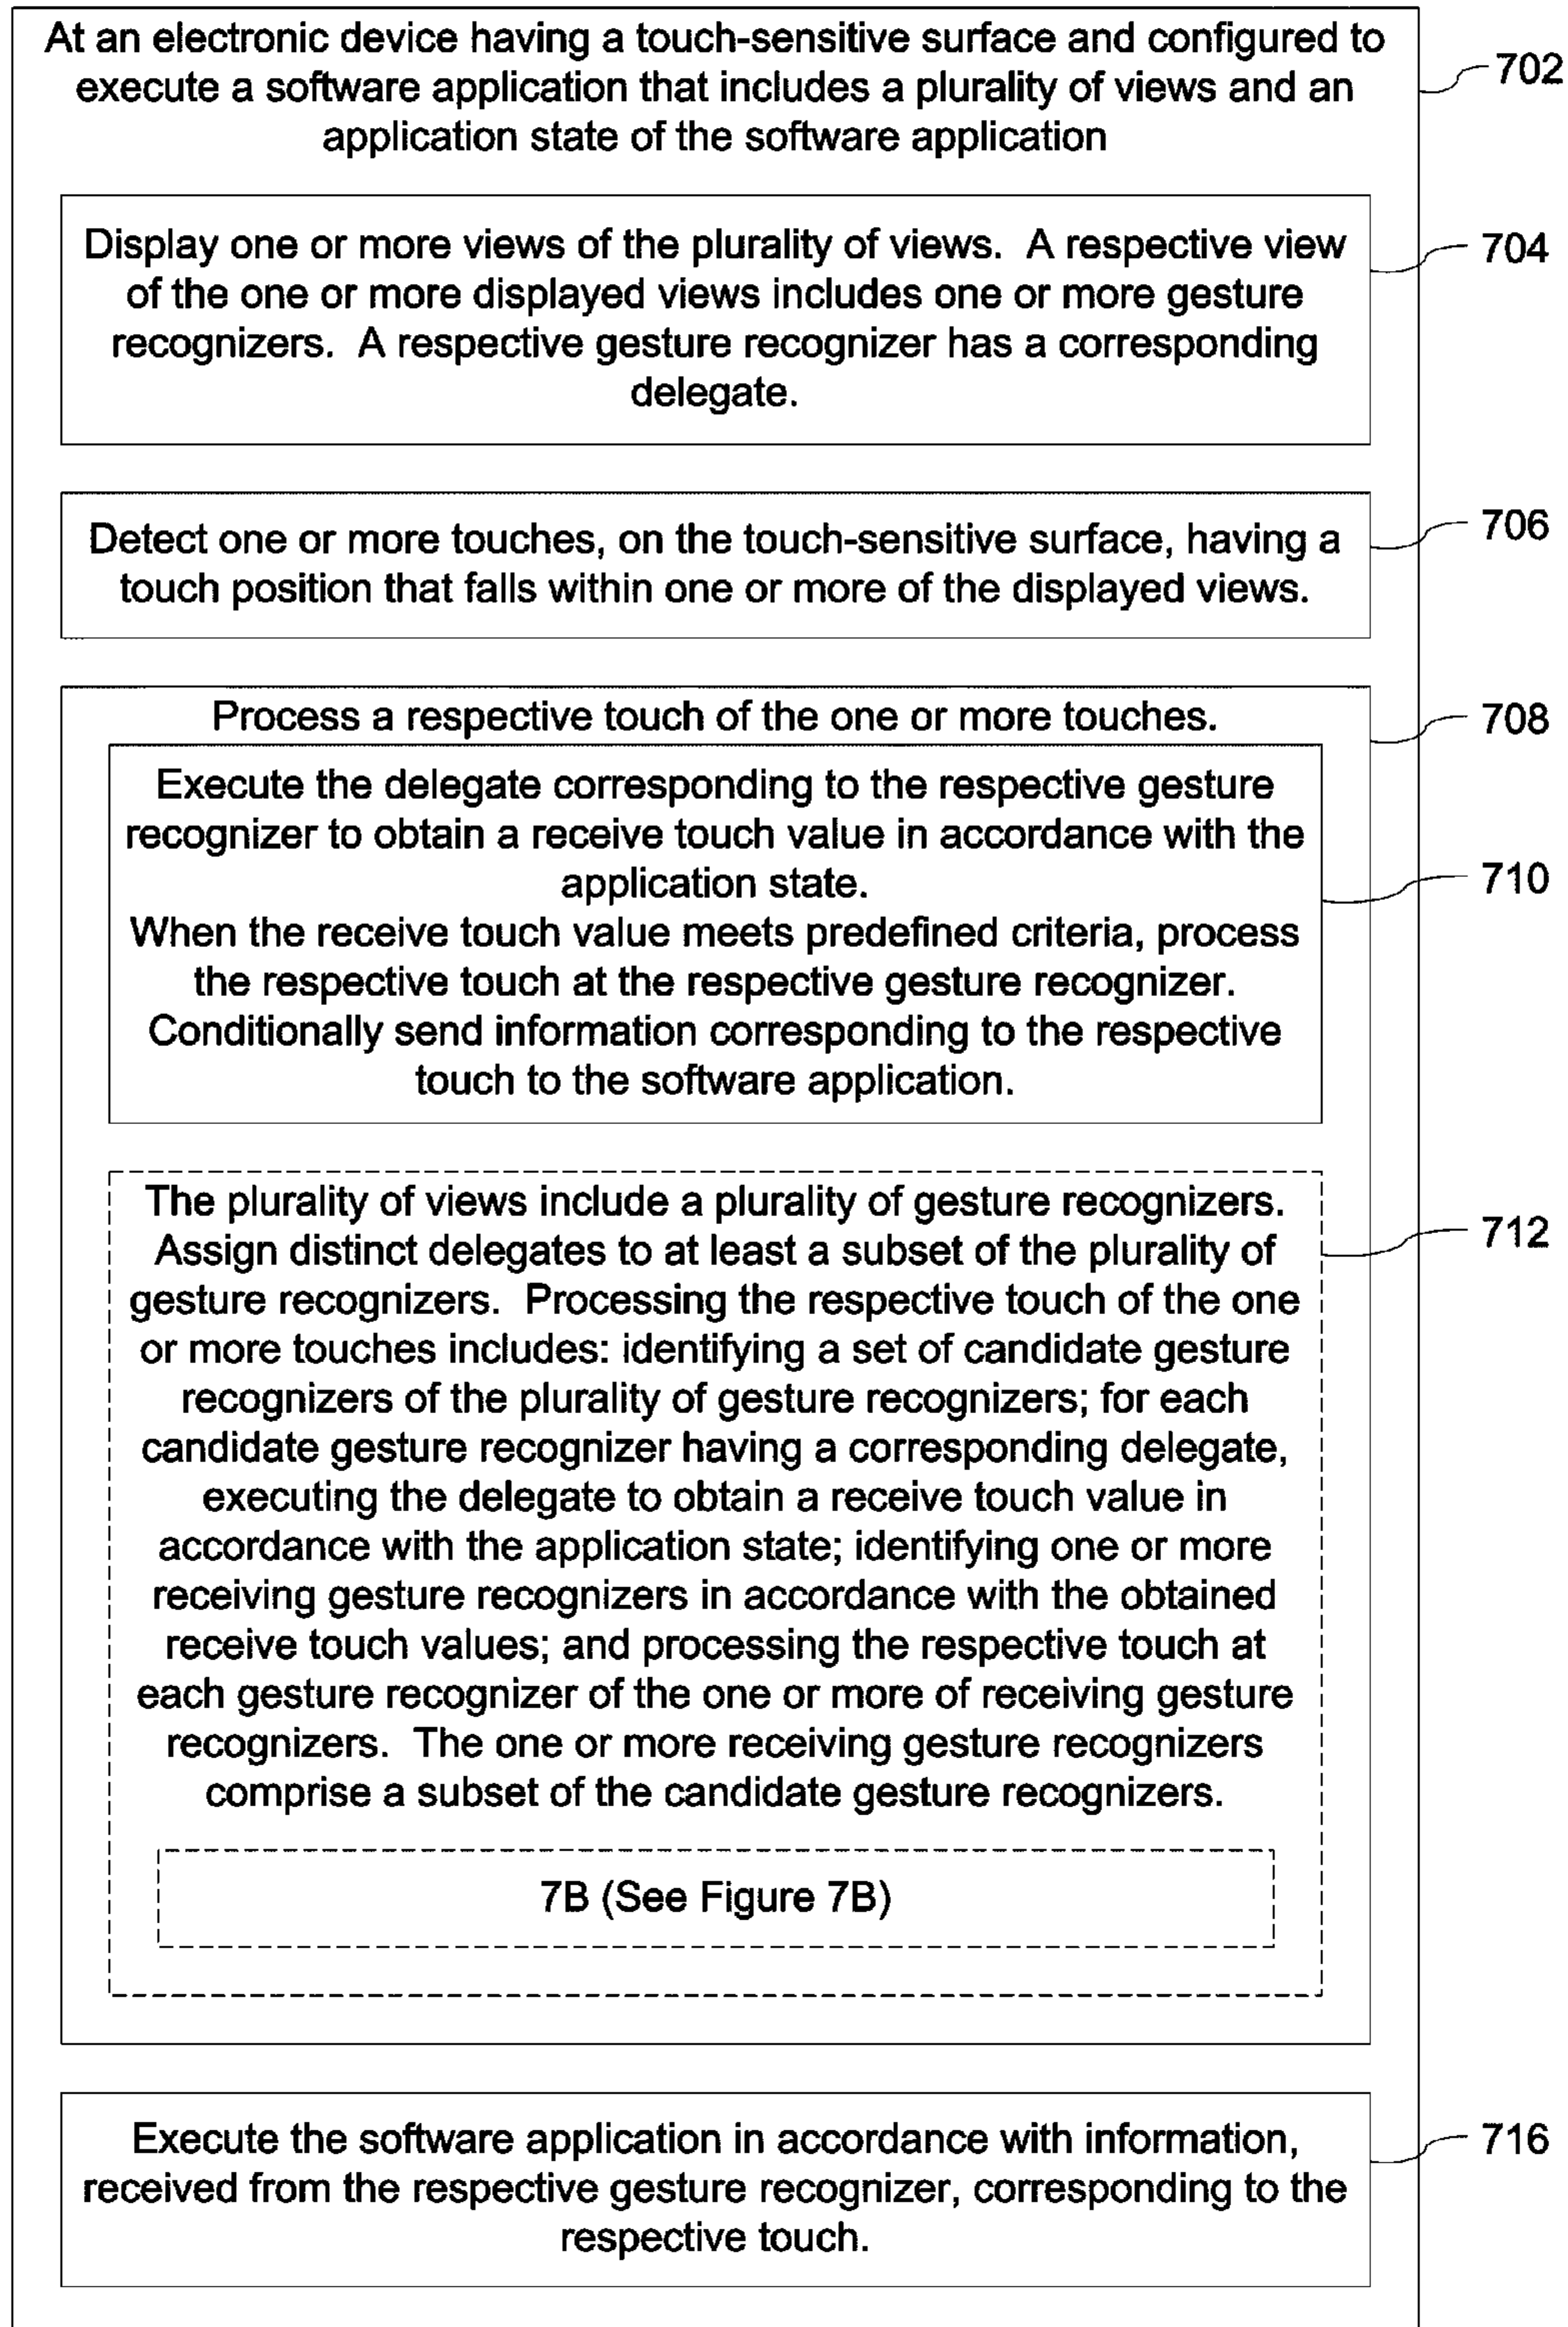 At an electronic device having a touch-sensitive surface and configured to
execute a software application that includes a plurality of views and an
application state of the software application
702
Display one or more views of the plurality of views. A respective view
of the one or more displayed views includes one or more gesture
recognizers. A respective gesture recognizer has a corresponding
delegate.
704
Detect one or more touches, on the touch-sensitive surface, having a
touch position that falls within one or more of the displayed views.
706
Process a respective touch of the one or more touches.
708
Execute the delegate corresponding to the respective gesture
recognizer to obtain a receive touch value in accordance with the
application state.
When the receive touch value meets predefined criteria, process
the respective touch at the respective gesture recognizer.
Conditionally send information corresponding to the respective
touch to the software application.
710
The plurality of views include a plurality of gesture recognizers.
Assign distinct delegates to at least a subset of the plurality of
gesture recognizers. Processing the respective touch of the one
or more touches includes: identifying a set of candidate gesture
recognizers of the plurality of gesture recognizers; for each
candidate gesture recognizer having a corresponding delegate,
executing the delegate to obtain a receive touch value in
accordance with the application state; identifying one or more
receiving gesture recognizers in accordance with the obtained
receive touch values; and processing the respective touch at
each gesture recognizer of the one or more of receiving gesture
recognizers. The one or more receiving gesture recognizers
comprise a subset of the candidate gesture recognizers.
712
7B (See Figure 7B)
Execute the software application in accordance with information,
received from the respective gesture recognizer, corresponding to the
respective touch.
716